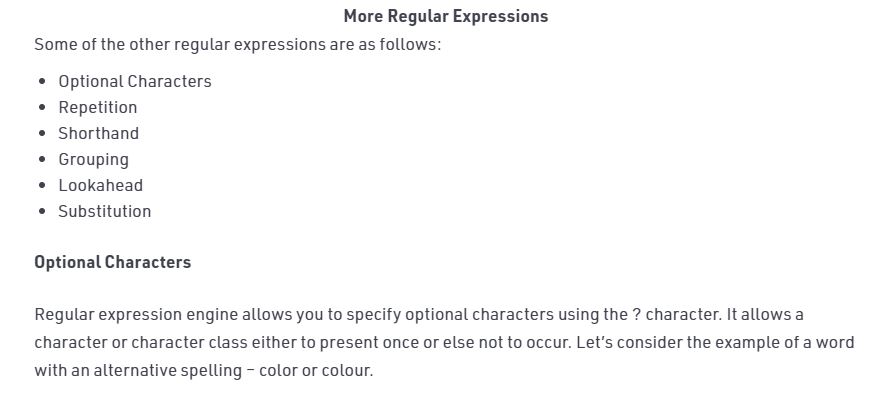 More Regular Expressions
Some of the other regular expressions are as follows:
• Optional Characters
• Repetition
• Shorthand
• Grouping
• Lookahead
• Substitution
Optional Characters
Regular expression engine allows you to specify optional characters using the ? character. It allows a
character or character class either to present once or else not to occur. Let’s consider the example of a word
with an alternative spelling – color or colour.